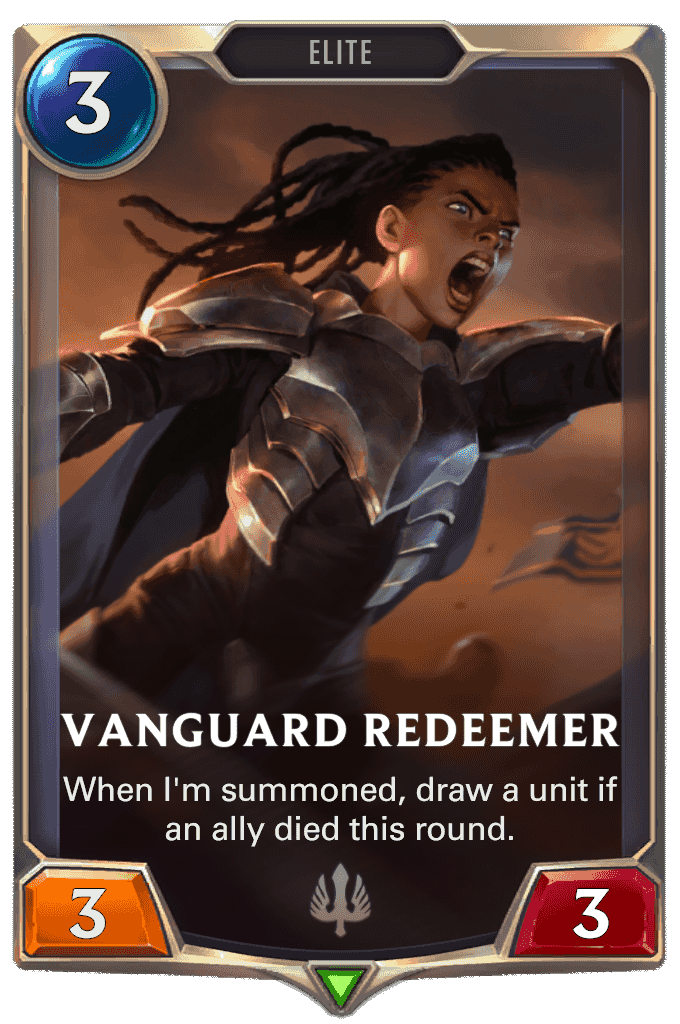 ELITE
3
VANGUARD REDEEMER
When I'm summoned, draw a unit if
an ally died this round.
3
3